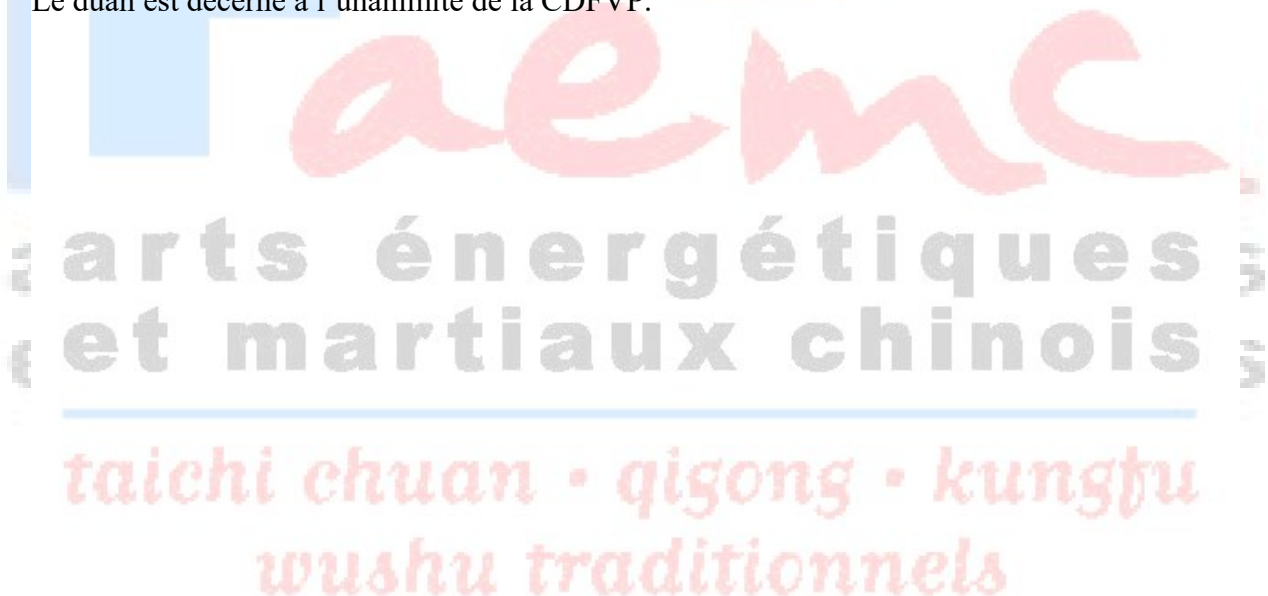 Le duan est décerné à l'unanimité de la CDFVP.
aemc
arts énergétiques
et martiaux chinois
taichi chuan • qigong • kungfu
wushu traditionnels